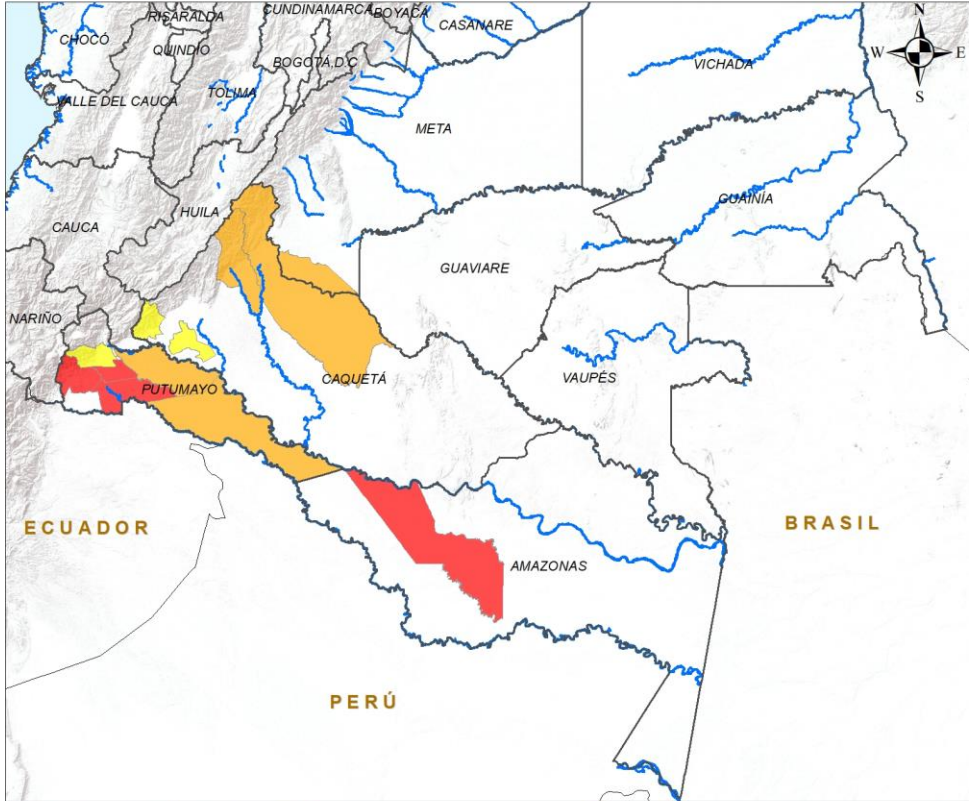 CUNDINAMARCA
BOYACÁ
RISARALDA
CASANARE
N
CHOCÓ
QUINDÍO
BOGOTÁ, D.C
W
E
VICHADA
S
VALLE DEL CAUCA
TOLIMA
META
HUILA
GUAINÍA
CAUCA
GUAVIARE
NARIÑO
CAQUETÁ
VAUPÉS
PUTUMAYO
ECUADOR
BRASIL
AMAZONAS
PERÚ